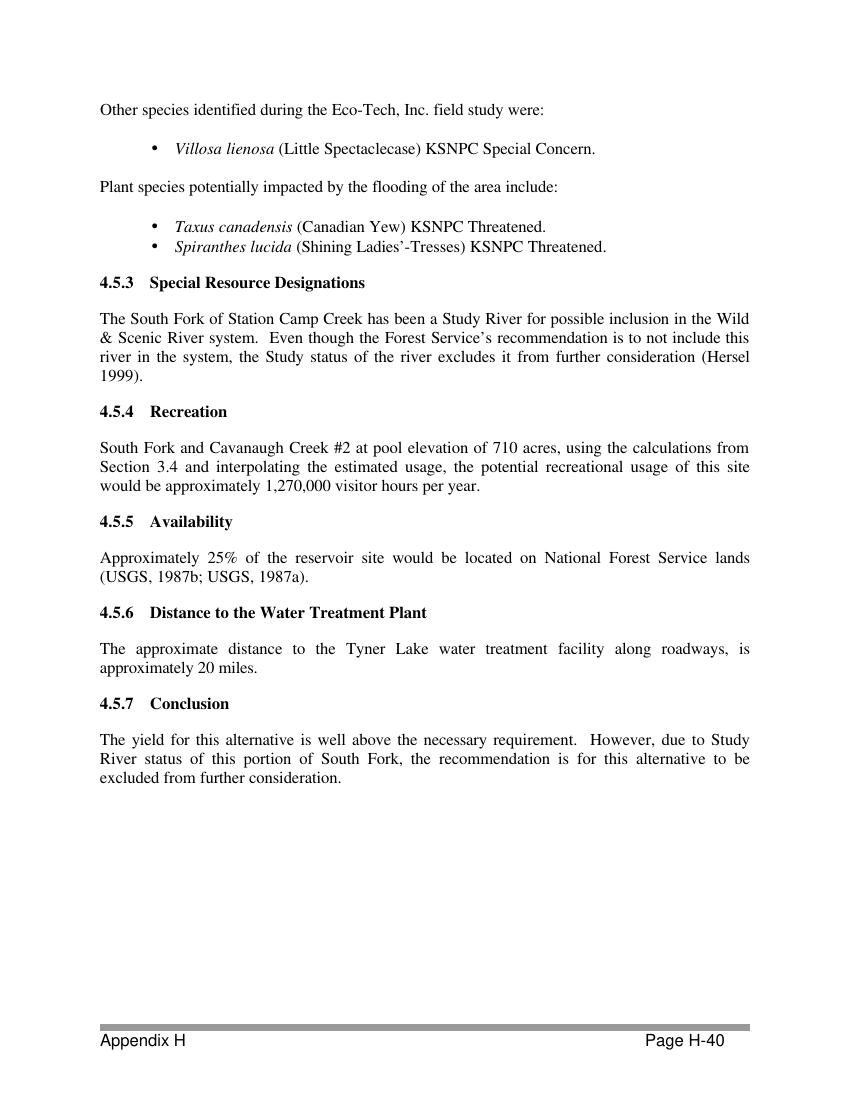 Other species identified during the Eco-Tech, Inc. field study were:
• Villosa lienosa (Little Spectaclecase) KSNPC Special Concern.
Plant species potentially impacted by the flooding of the area include:
• Taxus canadensis (Canadian Yew) KSNPC Threatened.
• Spiranthes lucida (Shining Ladies’-Tresses) KSNPC Threatened.
4.5.3 Special Resource Designations
The South Fork of Station Camp Creek has been a Study River for possible inclusion in the Wild
& Scenic River system. Even though the Forest Service’s recommendation is to not include this
river in the system, the Study status of the river excludes it from further consideration (Hersel
1999).
4.5.4 Recreation
South Fork and Cavanaugh Creek #2 at pool elevation of 710 acres, using the calculations from
Section 3.4 and interpolating the estimated usage, the potential recreational usage of this site
would be approximately 1,270,000 visitor hours per year.
4.5.5 Availability
Approximately 25% of the reservoir site would be located on National Forest Service lands
(USGS, 1987b; USGS, 1987a).
4.5.6 Distance to the Water Treatment Plant
The approximate distance to the Tyner Lake water treatment facility along roadways, is
approximately 20 miles.
4.5.7 Conclusion
The yield for this alternative is well above the necessary requirement. However, due to Study
River status of this portion of South Fork, the recommendation is for this alternative to be
excluded from further consideration.
Appendix H Page H-40